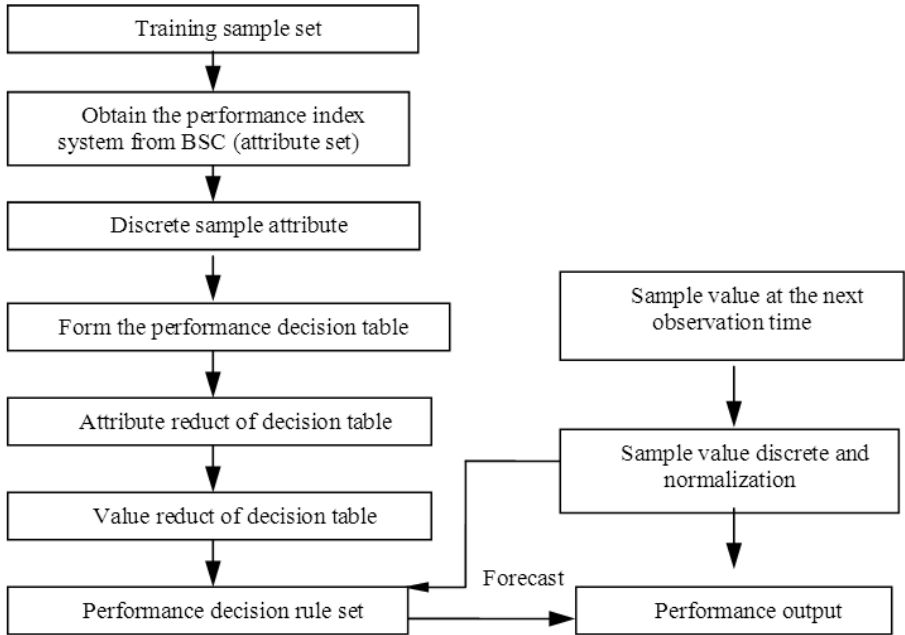 Training sample set
Obtain the performance index
system from BSC (attribute set)
Discrete sample attribute
Form the performance decision table
Attribute reduct of decision table
Value reduct of decision table
Performance decision rule set
Sample value at the next
observation time
Sample value discrete and
normalization
Forecast
Performance output